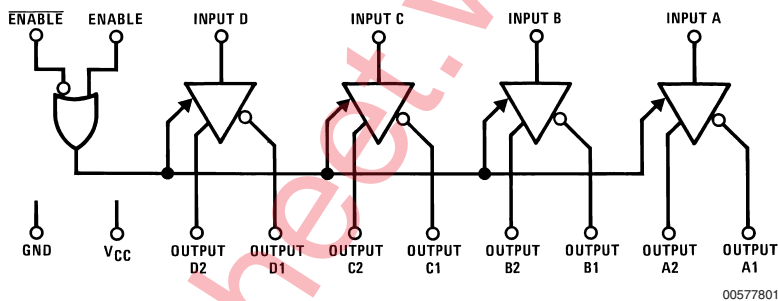 ENABLE ENABLE INPUT D INPUT C INPUT B INPUT A
GND VCC OUTPUT D2 OUTPUT D1 OUTPUT C2 OUTPUT C1 OUTPUT B2 OUTPUT B1 OUTPUT A2 OUTPUT A1
00577801